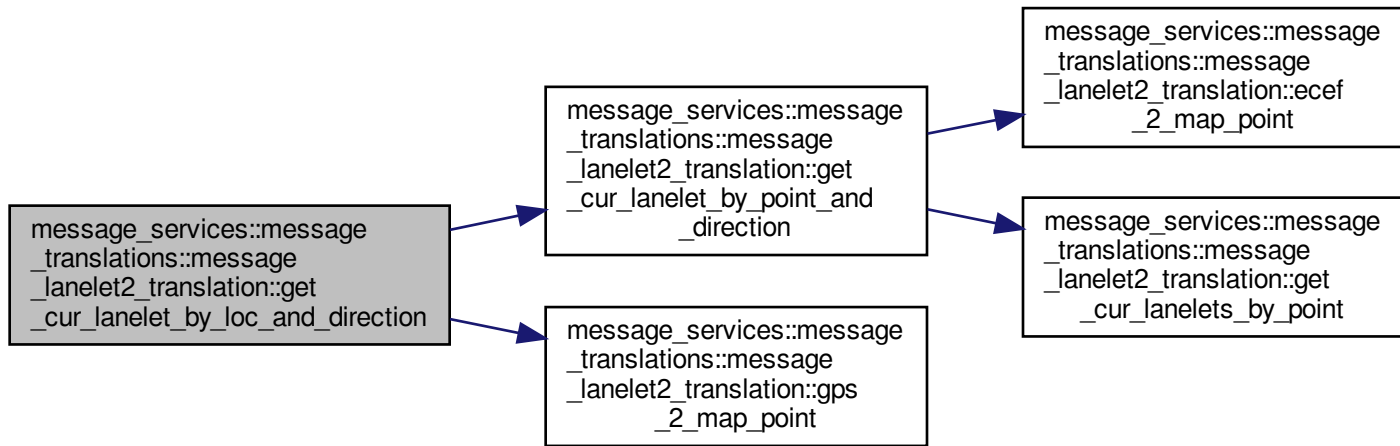 message_services::message
_translations::message
_lanelet2_translation::get
_cur_lanelet_by_loc_and_direction
message_services::message
_translations::message
_lanelet2_translation::get
_cur_lanelet_by_point_and
_direction
message_services::message
_translations::message
_lanelet2_translation::gps
_2_map_point
message_services::message
_translations::message
_lanelet2_translation::ecef
_2_map_point
message_services::message
_translations::message
_lanelet2_translation::get
_cur_lanelets_by_point